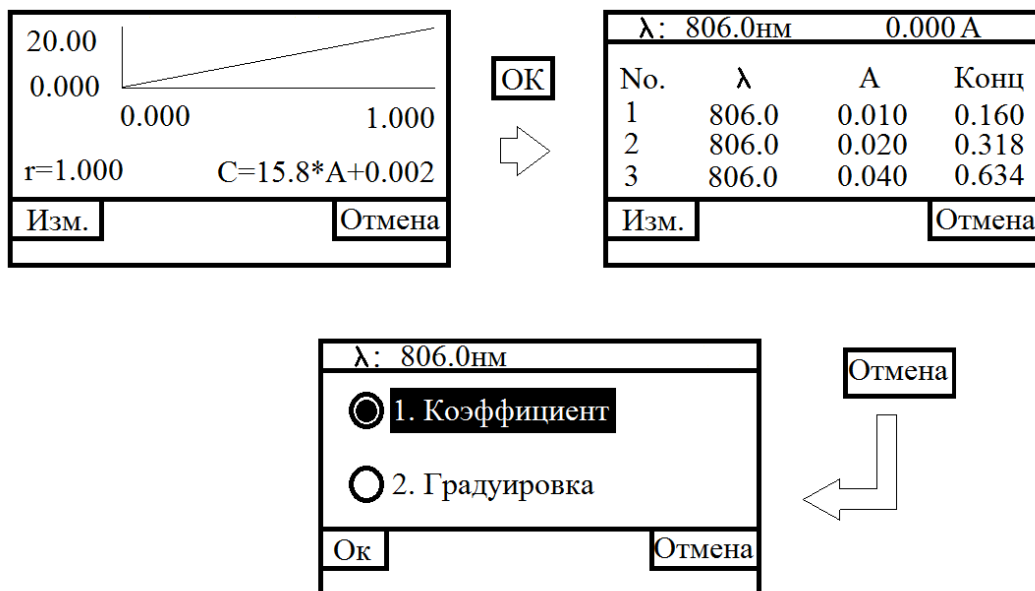 20.00
0.000
0.000 1.000
r=1.000 C=15.8*A+0.002
Изм. Отмена
ОК
λ: 806.0нм 0.000 A
No. λ A Конц
1 806.0 0.010 0.160
2 806.0 0.020 0.318
3 806.0 0.040 0.634
Изм. Отмена
Отмена
λ: 806.0нм
1. Коэффициент
2. Градуировка
Ок Отмена